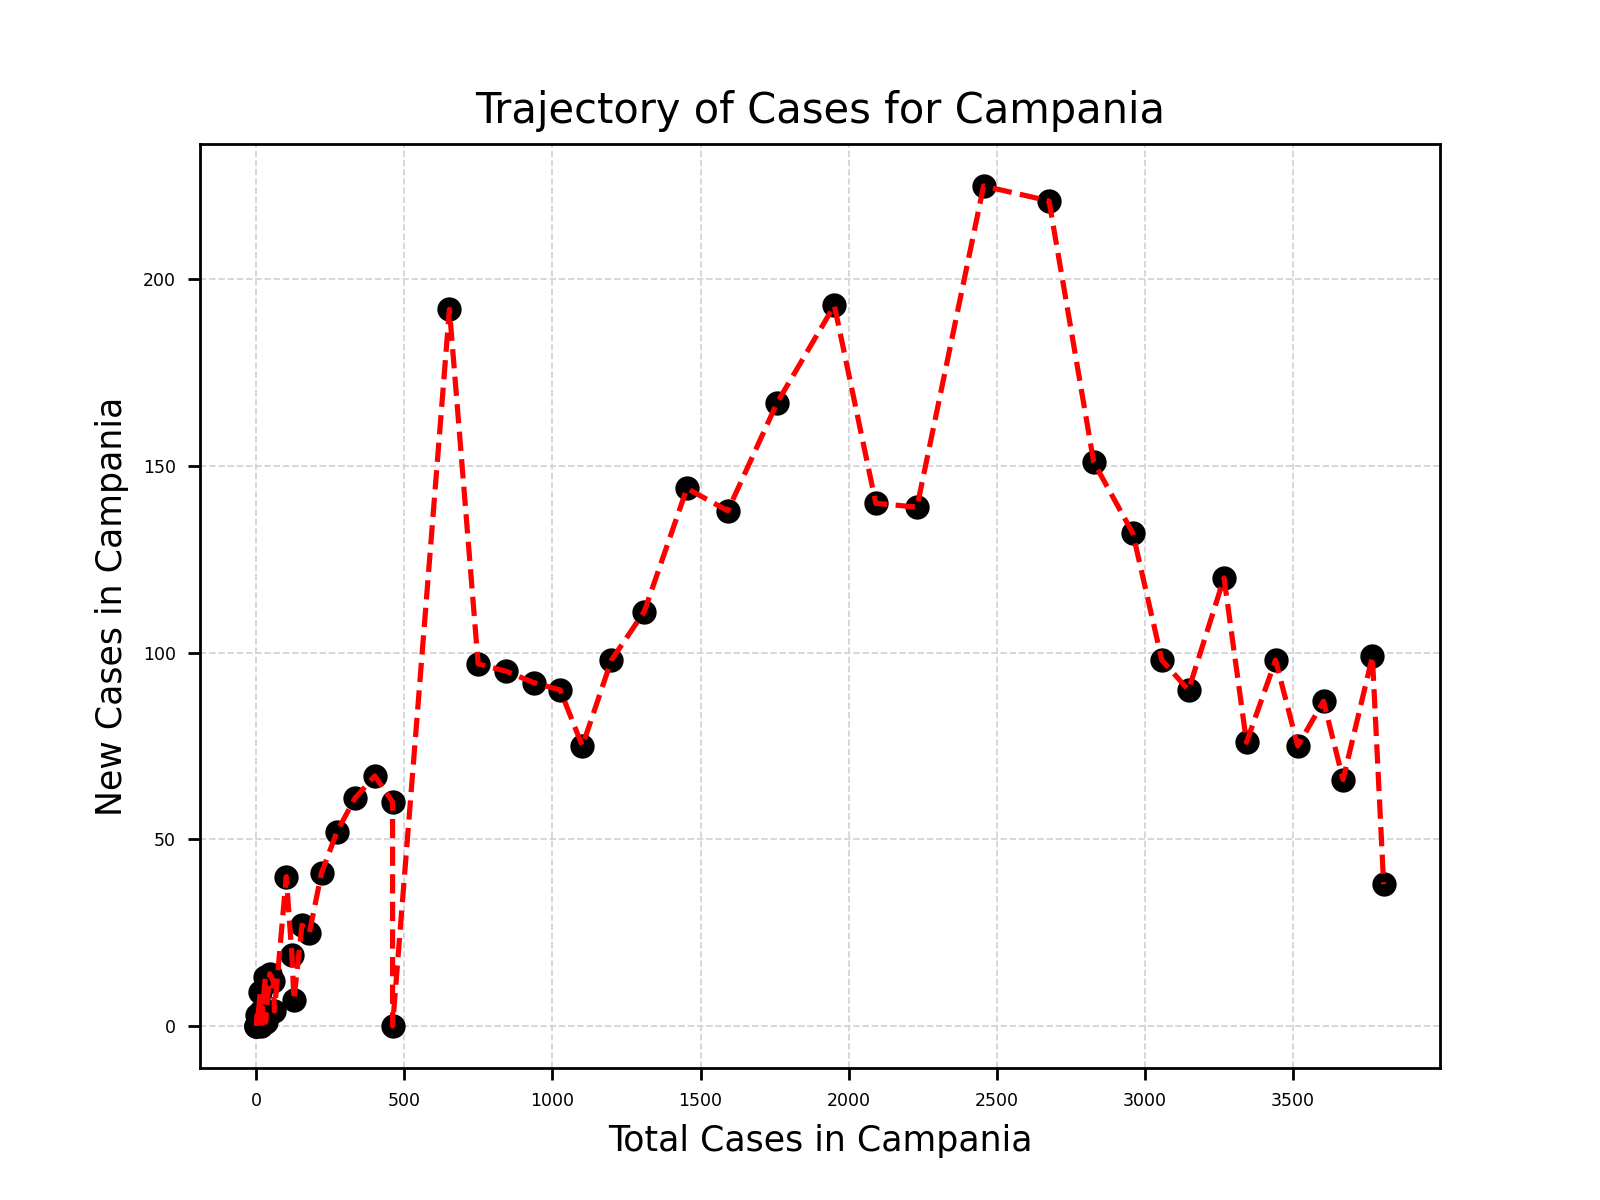 Trajectory of Cases for Campania
New Cases in Campania
200
150
100
50
0
0 500 1000 1500 2000 2500 3000 3500
Total Cases in Campania